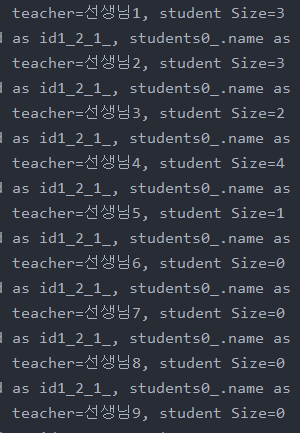 teacher=선생님1, student Size=3
d as id1_2_1_, students0_.name as
teacher=선생님2, student Size=3
d as id1_2_1_, students0_.name as
teacher=선생님3, student Size=2
d as id1_2_1_, students0_.name as
teacher=선생님4, student Size=4
d as id1_2_1_, students0_.name as
teacher=선생님5, student Size=1
d as id1_2_1_, students0_.name as
teacher=선생님6, student Size=0
d as id1_2_1_, students0_.name as
teacher=선생님7, student Size=0
d as id1_2_1_, students0_.name as
teacher=선생님8, student Size=0
d as id1_2_1_, students0_.name as
teacher=선생님9, student Size=0